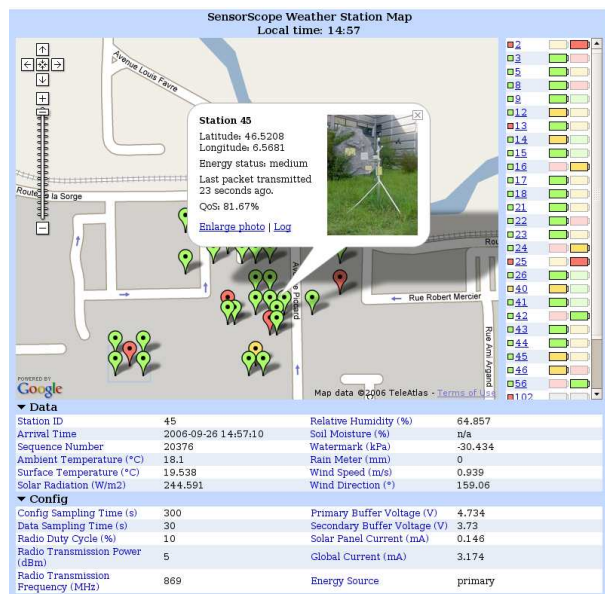 SensorScope Weather Station Map
Local time: 14:57
Avenue Louis Favre
Route la Sorge
Station 45
Latitude: 46.5208
Longitude: 6.5681
Energy status: medium
Last packet transmitted
23 seconds ago.
QoS: 81.67%
Enlarge photo | Log
Rou
Rue Robert Mercier
Rue Ami Argand
POWERED BY
Google
Map data ©2006 TeleAtlas - Terms of Use
2
3
5
8
9
12
13
14
15
16
17
18
21
22
23
24
25
26
40
41
42
43
44
45
46
56
102
▼ Data
Station ID 45 Relative Humidity (%) 64.857
Arrival Time 2006-09-26 14:57:10 Soil Moisture (%) n/a
Sequence Number 20376 Watermark (kPa) -30.434
Ambient Temperature (°C) 18.1 Rain Meter (mm) 0
Surface Temperature (°C) 19.538 Wind Speed (m/s) 0.939
Solar Radiation (W/m2) 244.591 Wind Direction (°) 159.06
▼ Config
Config Sampling Time (s) 300 Primary Buffer Voltage (V) 4.734
Data Sampling Time (s) 30 Secondary Buffer Voltage (V) 3.73
Radio Duty Cycle (%) 10 Solar Panel Current (mA) 0.146
Radio Transmission Power
(dBm) 5 Global Current (mA) 3.174
Radio Transmission
Frequency (MHz) 869 Energy Source primary